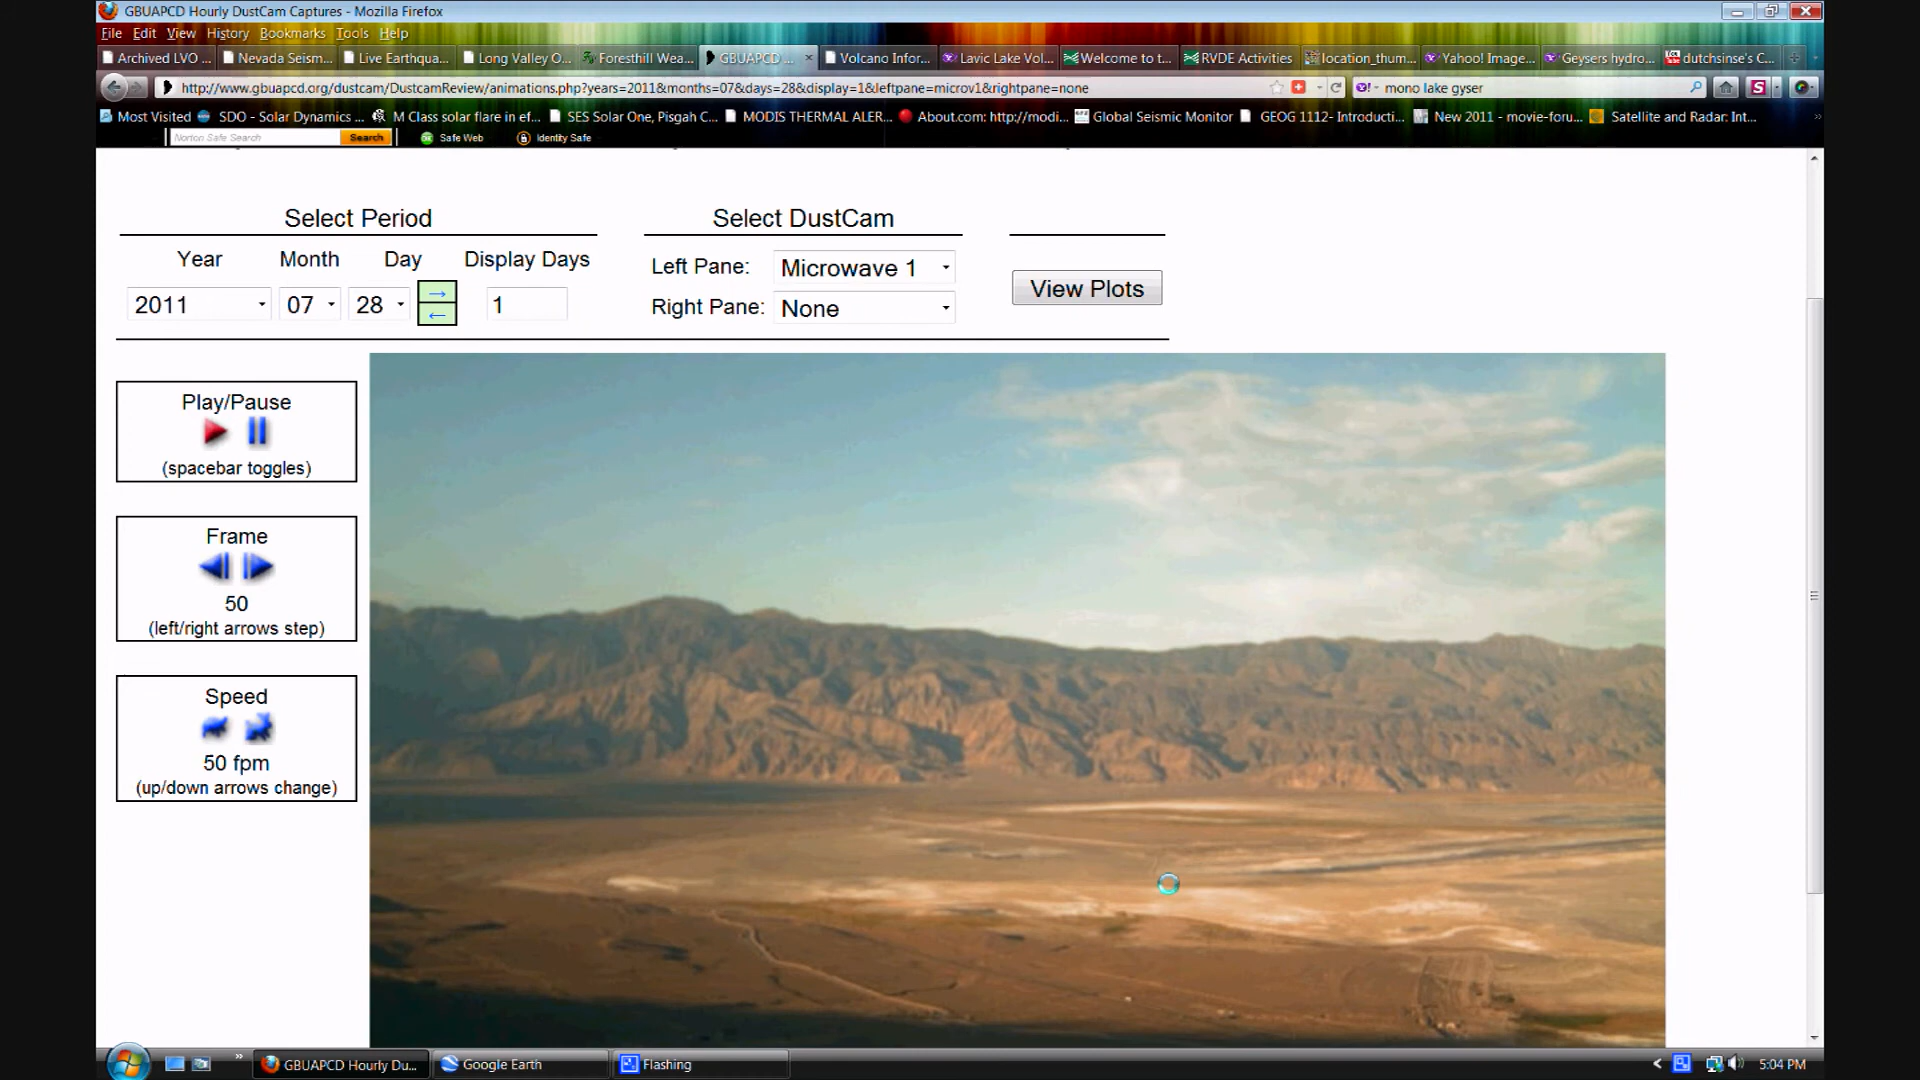 GBUAPCD Hourly DustCam Captures - Mozilla Firefox
File Edit View History Bookmarks Tools Help
Archived LVO ... Nevada Seism... Live Earthqua... Long Valley O... Foresthill Wea... GBUAPCD ... Volcano Infor... Lavic Lake Vol... Welcome to t... RVDE Activities location_thum... Yahoo! Image... Geysers hydro... dutchsinse's C...
http://www.gbuapcd.org/dustcam/DustcamReview/animations.php?years=2011&months=07&days=28&display=1&leftpane=microv1&rightpane=none mono lake gyser
Most Visited SDO - Solar Dynamics ... M Class solar flare in ef... SES Solar One, Pisgah C... MODIS THERMAL ALER... About.com: http://modi... Global Seismic Monitor GEOG 1112- Introducti... New 2011 - movie-foru... Satellite and Radar: Int...
Norton Safe Search Search Safe Web Identity Safe
Select Period Select DustCam
Year Month Day Display Days
Left Pane: Microwave 1
2011 07 28 → ← 1
Right Pane: None
View Plots
Play/Pause
(spacebar toggles)
Frame
50
(left/right arrows step)
Speed
50 fpm
(up/down arrows change)
GBUAPCD Hourly Du... Google Earth Flashing 5:04 PM